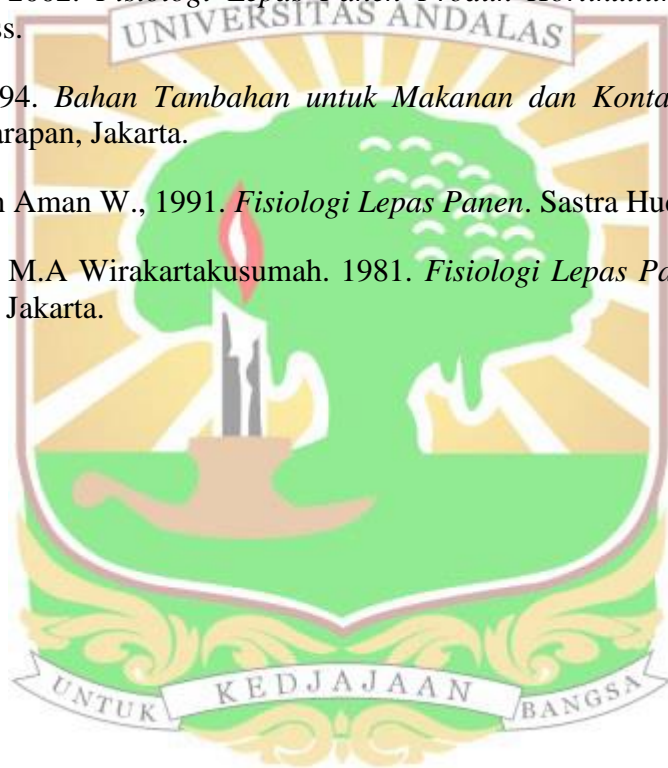 2002. Fisiologi Lepas Panen Produk Hortikultur
ss.
UNIVERSITAS ANDALAS
94. Bahan Tambahan untuk Makanan dan Konta
arapan, Jakarta.
n Aman W., 1991. Fisiologi Lepas Panen. Sastra Hud
M.A Wirakartakusumah. 1981. Fisiologi Lepas Pa
Jakarta.
UNTUK KEDJAJAAN BANGSA